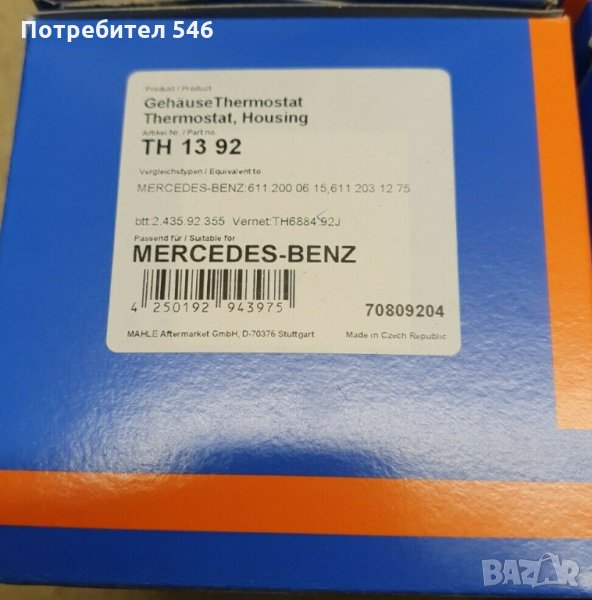 Потребител 546
Produkt / Product
GehäuseThermostat
Thermostat, Housing
Artikel Nr. / Part no.
TH 13 92
Vergleichstypen / Equivalent to
MERCEDES-BENZ:611 200 06 15,611 203 12 75
btt:2.435.92.355 Vernet:TH6884.92J
Passend für / Suitable for
MERCEDES-BENZ
4 250192 943975
70809204
MAHLE Aftermarket GmbH, D-70376 Stuttgart
Made in Czech Republic
BAZAR